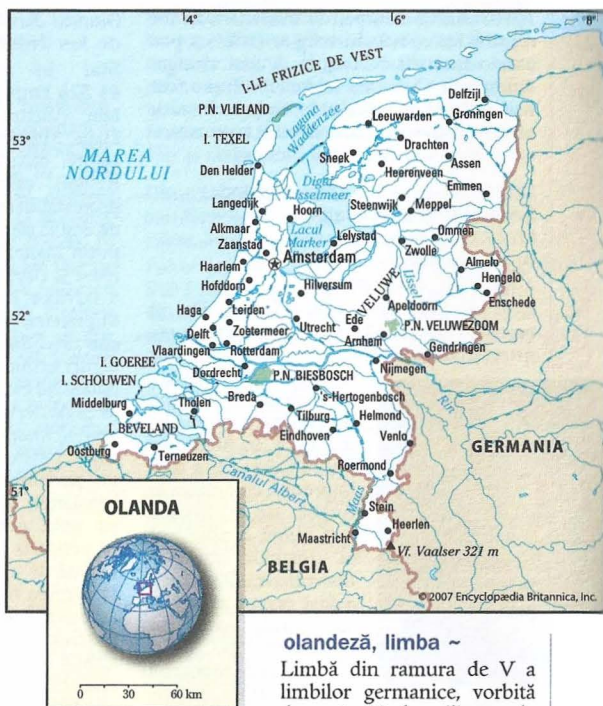 4°
6°
I-LE FRIZICE DE VEST
Delfzijl
P.N. VLIELAND
Groningen
Leeuwarden
Laguna
Waddenzee
I. TEXEL
Drachten
53°
MAREA
NORDULUI
Sneek
Assen
Den Helder
Heerenveen
Digul
IJsselmeer
Emmen
Steenwijk
Meppel
Langedijk
Hoorn
Alkmaar
Lacul
Marker
Ommen
Lelystad
Zaanstad
Zwolle
Amsterdam
Haarlem
Almelo
Hengelo
Hofddorp
Hilversum
VELUWE
IJssel
Enschede
Apeldoorn
Leiden
Haga
Ede
52°
Zoetermeer
Utrecht
P.N. VELUWEZOOM
Delft
Arnhem
Gendringen
Vlaardingen
Rotterdam
I. GOEREE
Nijmegen
Dordrecht
P.N. BIESBOSCH
I. SCHOUWEN
Rin
's-Hertogenbosch
Middelburg
Tholen
Breda
Tilburg
Helmond
I. BEVELAND
Eindhoven
Venlo
GERMANIA
Oostburg
Terneuzen
Roermond
Canalul Albert
51°
Maas
OLANDA
Stein
Heerlen
Maastricht
Vf. Vaalser 321 m
BELGIA
© 2007 Encyclopædia Britannica, Inc.
0 30 60 km
olandeză, limba ~
Limbă din ramura de V a
limbilor germanice, vorbită